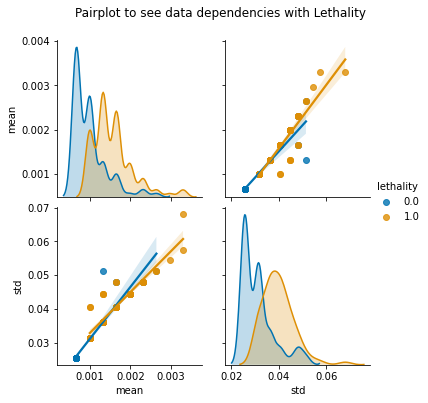 Pairplot to see data dependencies with Lethality
0.004
0.003
0.002
0.001
mean
lethality
0.0
1.0
0.07
0.06
0.05
0.04
0.03
std
0.001 0.002 0.003
mean
0.02 0.04 0.06
std